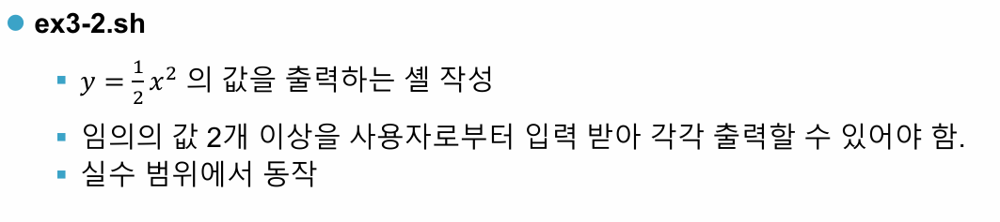 ex3-2.sh
y = 1/2 x² 의 값을 출력하는 셸 작성
임의의 값 2개 이상을 사용자로부터 입력 받아 각각 출력할 수 있어야 함.
실수 범위에서 동작